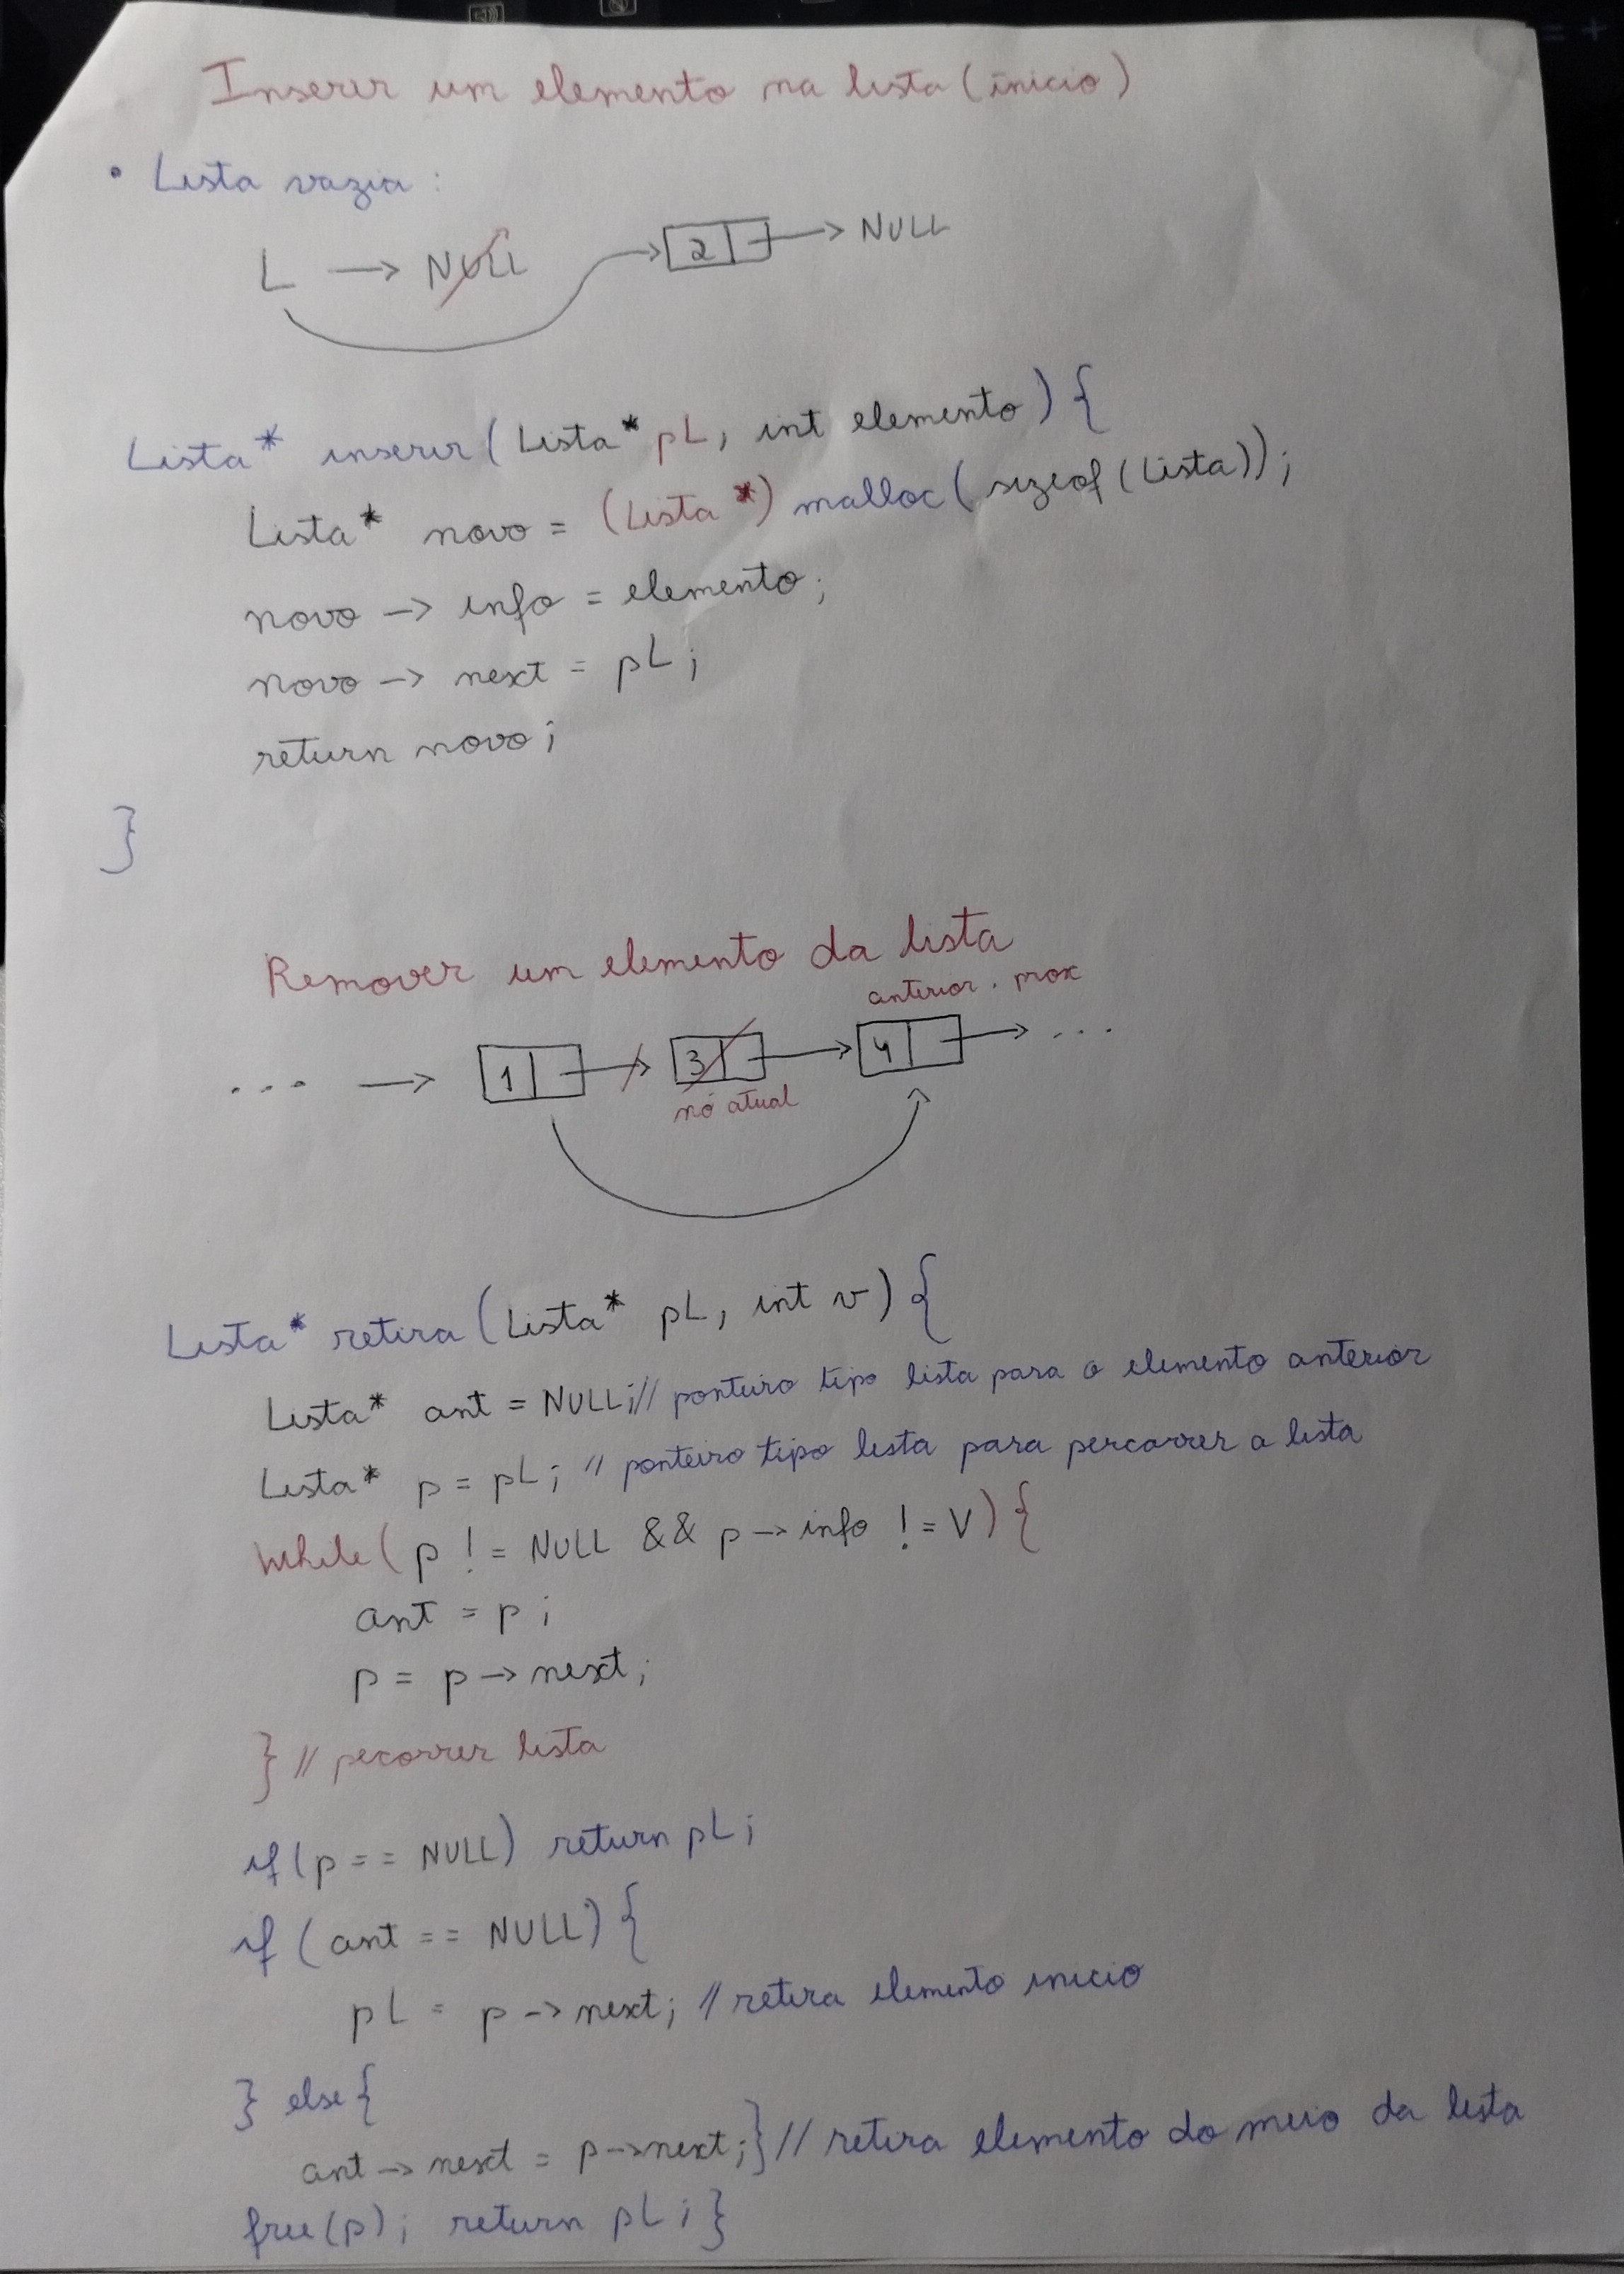 Inserir um elemento na lista (inicio)
• Lista vazia :
L → NULL 2 → NULL
Lista* inserir (Lista* pL, int elemento) {
Lista* novo = (Lista*) malloc (sizeof (Lista));
novo -> info = elemento;
novo -> next = pL;
return novo;
}
Remover um elemento da lista
anterior . prox
... → 1 → 3 → 4 → ...
nó atual
Lista* retira (Lista* pL, int v) {
Lista* ant = NULL; // ponteiro tipo lista para o elemento anterior
Lista* p = pL; // ponteiro tipo lista para percorrer a lista
while ( p != NULL && p -> info != V) {
ant = p ;
p = p -> next;
} // pecorrer lista
if (p == NULL) return pL;
if ( ant == NULL) {
pL = p -> next; // retira elemento inicio
} else {
ant -> next = p -> next;} // retira elemento do meio da lista
free (p) ; return pL ; }